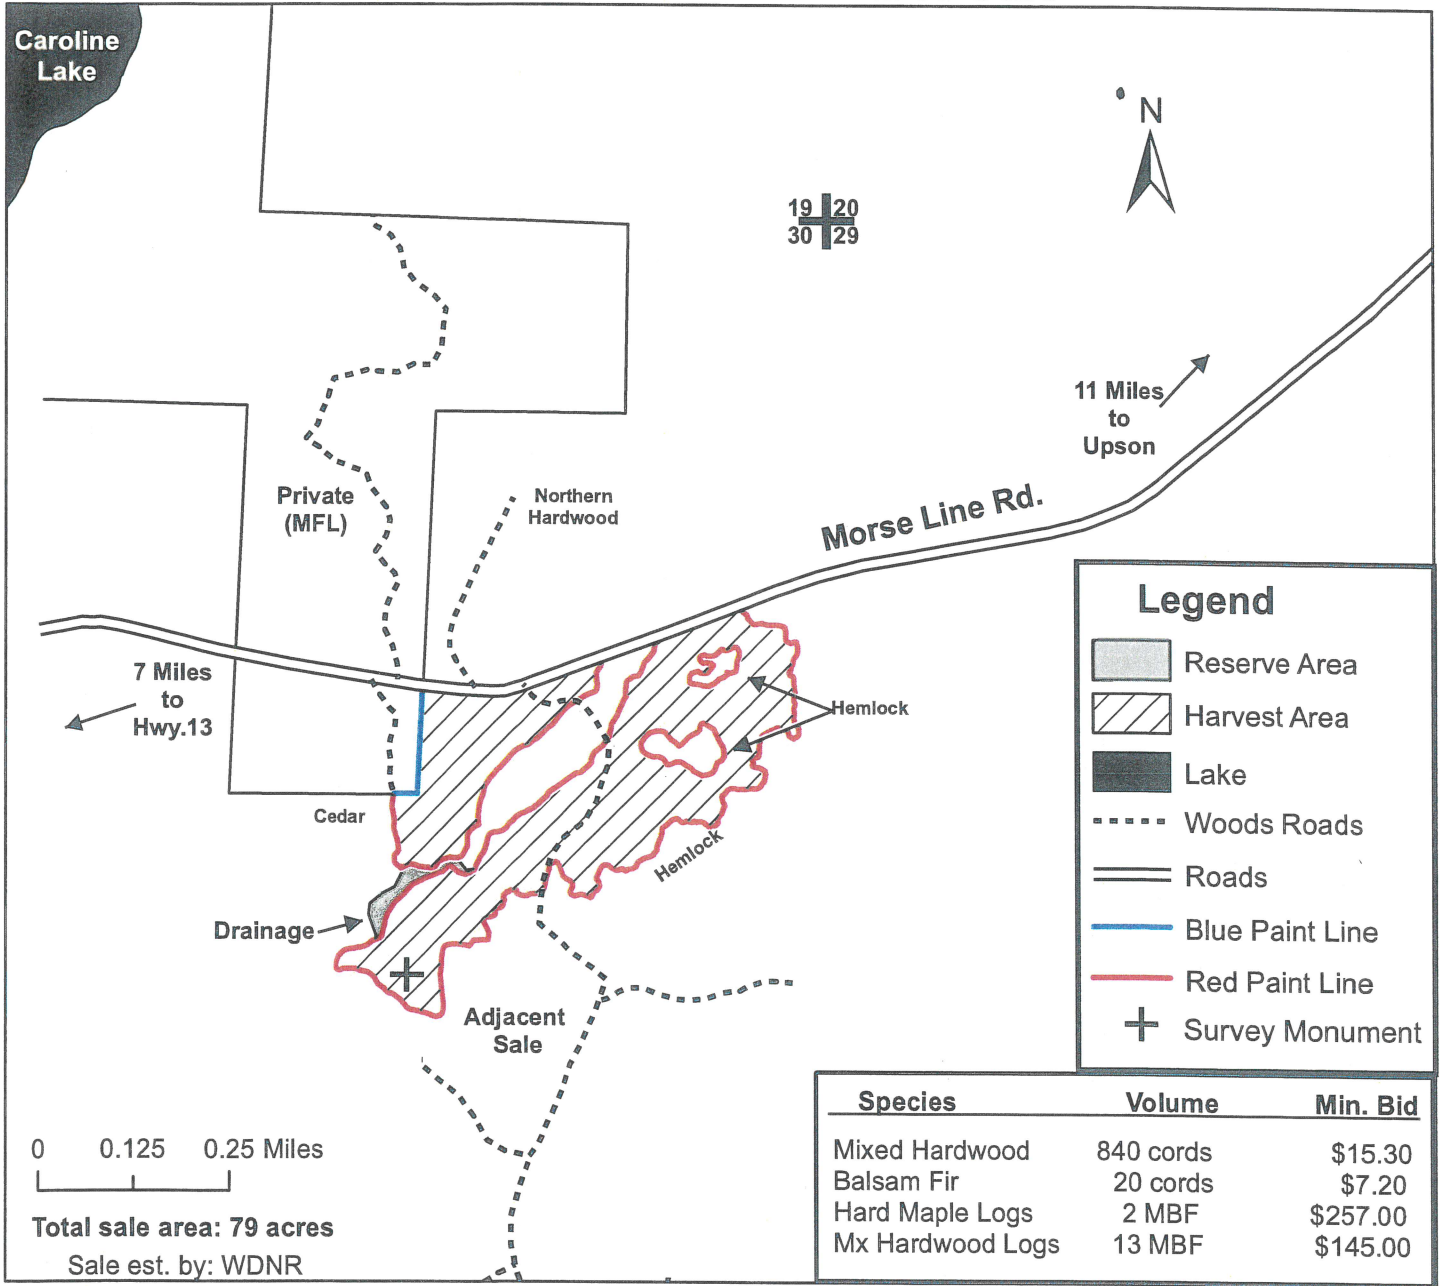 Caroline
Lake
N
19 20
30 29
11 Miles
to
Upson
Private
(MFL)
Northern
Hardwood
Morse Line Rd.
7 Miles
to
Hwy.13
Hemlock
Cedar
Hemlock
Drainage
Adjacent
Sale
Legend
Reserve Area
Harvest Area
Lake
Woods Roads
Roads
Blue Paint Line
Red Paint Line
Survey Monument
Species Volume Min. Bid
Mixed Hardwood 840 cords $15.30
Balsam Fir 20 cords $7.20
Hard Maple Logs 2 MBF $257.00
Mx Hardwood Logs 13 MBF $145.00
0 0.125 0.25 Miles
Total sale area: 79 acres
Sale est. by: WDNR